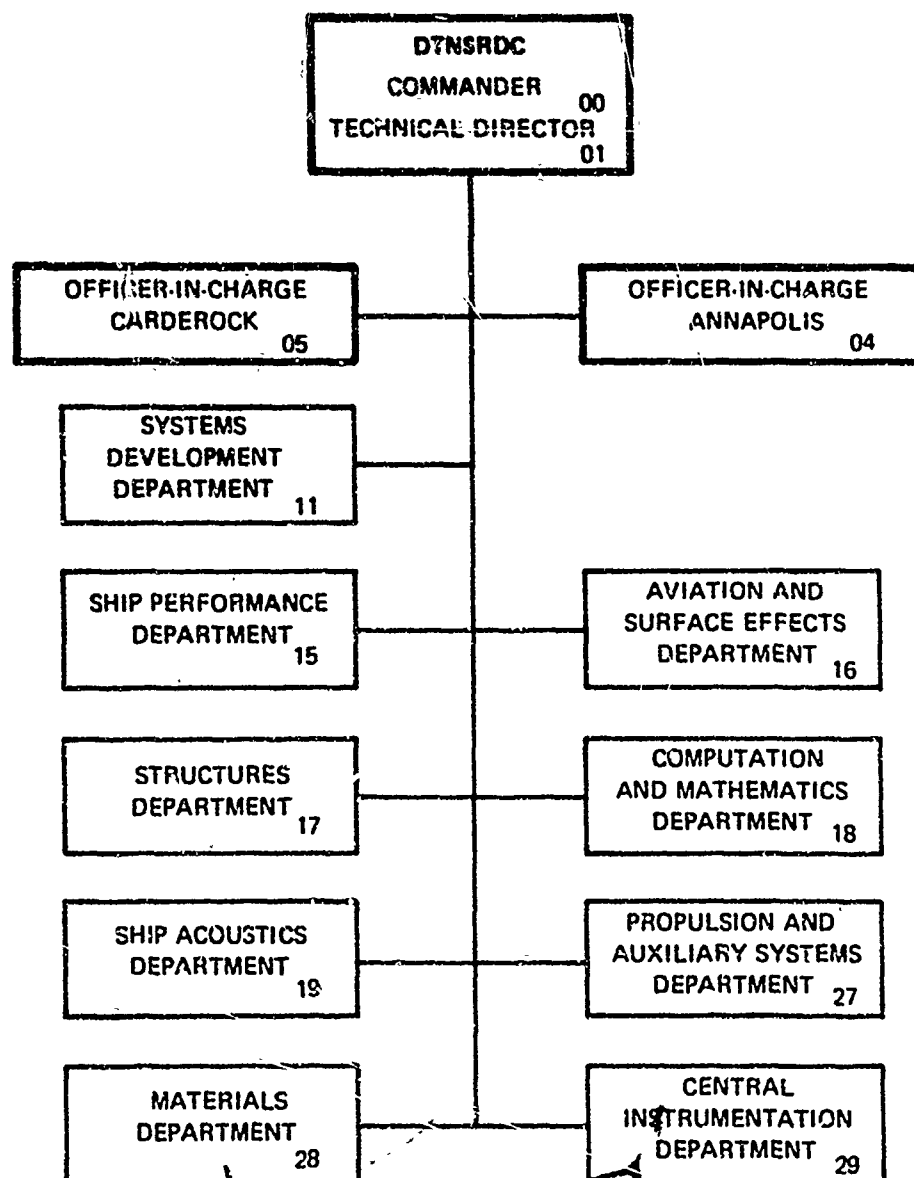 DTNSRDC
COMMANDER
00
TECHNICAL DIRECTOR
01
OFFICER-IN-CHARGE
CARDEROCK
05
OFFICER-IN-CHARGE
ANNAPOLIS
04
SYSTEMS
DEVELOPMENT
DEPARTMENT
11
SHIP PERFORMANCE
DEPARTMENT
15
AVIATION AND
SURFACE EFFECTS
DEPARTMENT
16
STRUCTURES
DEPARTMENT
17
COMPUTATION
AND MATHEMATICS
DEPARTMENT
18
SHIP ACOUSTICS
DEPARTMENT
19
PROPULSION AND
AUXILIARY SYSTEMS
DEPARTMENT
27
MATERIALS
DEPARTMENT
28
CENTRAL
INSTRUMENTATION
DEPARTMENT
29